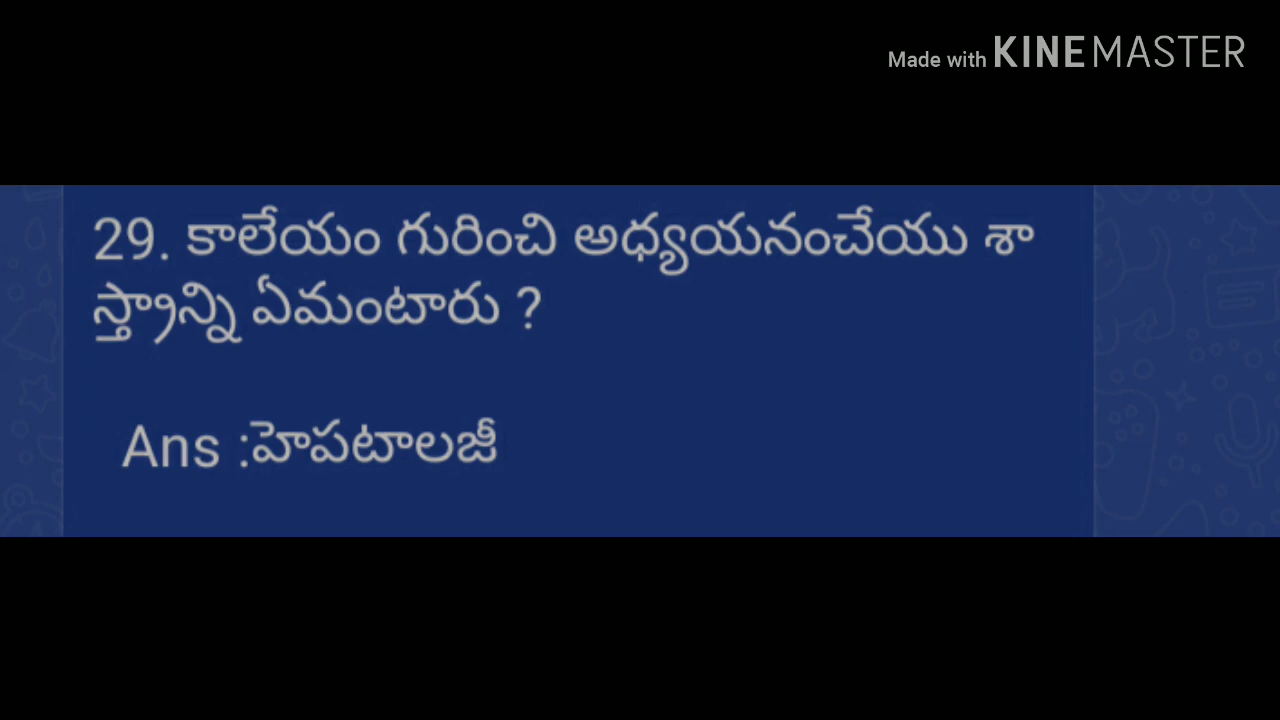 Made with KINEMASTER
29. కాలేయం గురించి అధ్యయనంచేయు శా
స్త్రాన్ని ఏమంటారు ?
Ans :హెపటాలజీ